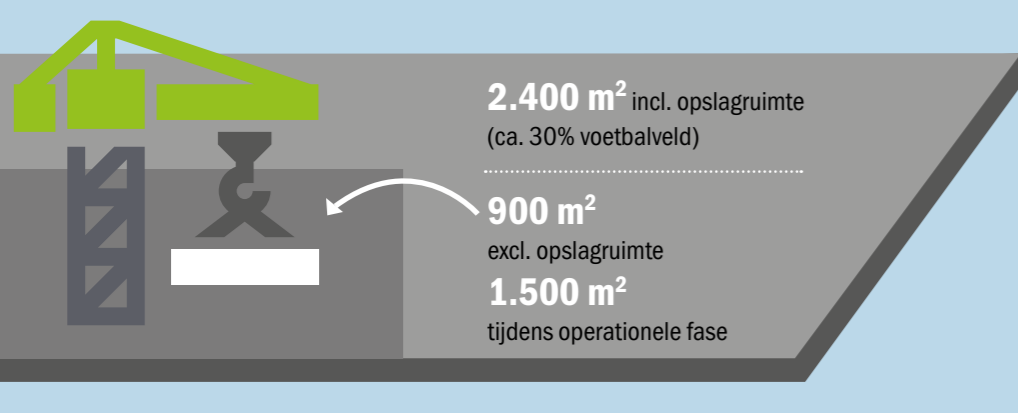 2.400 m² incl. opslagruimte
(ca. 30% voetbalveld)
900 m²
excl. opslagruimte
1.500 m²
tijdens operationele fase